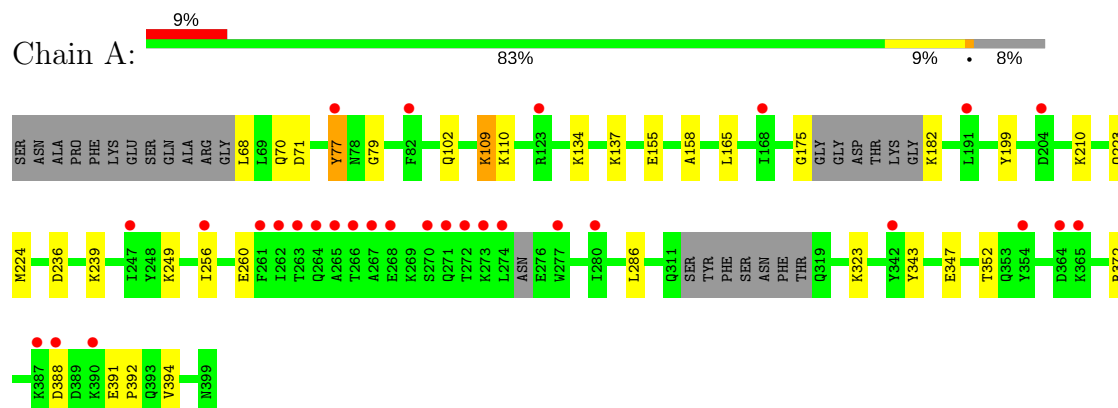 9%
Chain A:
83% 9% • 8%
SER ASN ALA PRO PHE LYS GLU SER GLN ALA ARG GLY L68 L69 Q70 D71 Y77 N78 G79 F82 Q102 K109 K110 R123 K134 K137 E155 A158 L165 I168 G175 GLY GLY ASP THR LYS GLY K182 L191 Y199 D204 K210
M224 D236 K239 I247 Y248 K249 I256 E260 F261 I262 T263 Q264 A265 T266 A267 E268 K269 S270 Q271 T272 K273 L274 ASN E276 W277 I280 L286 Q311 SER TYR PHE SER ASN PHE THR Q319 K323 Y342 Y343 E347 T352 Q353 Y354 D364 K365
K387 D388 D389 K390 E391 P392 Q393 V394 N399